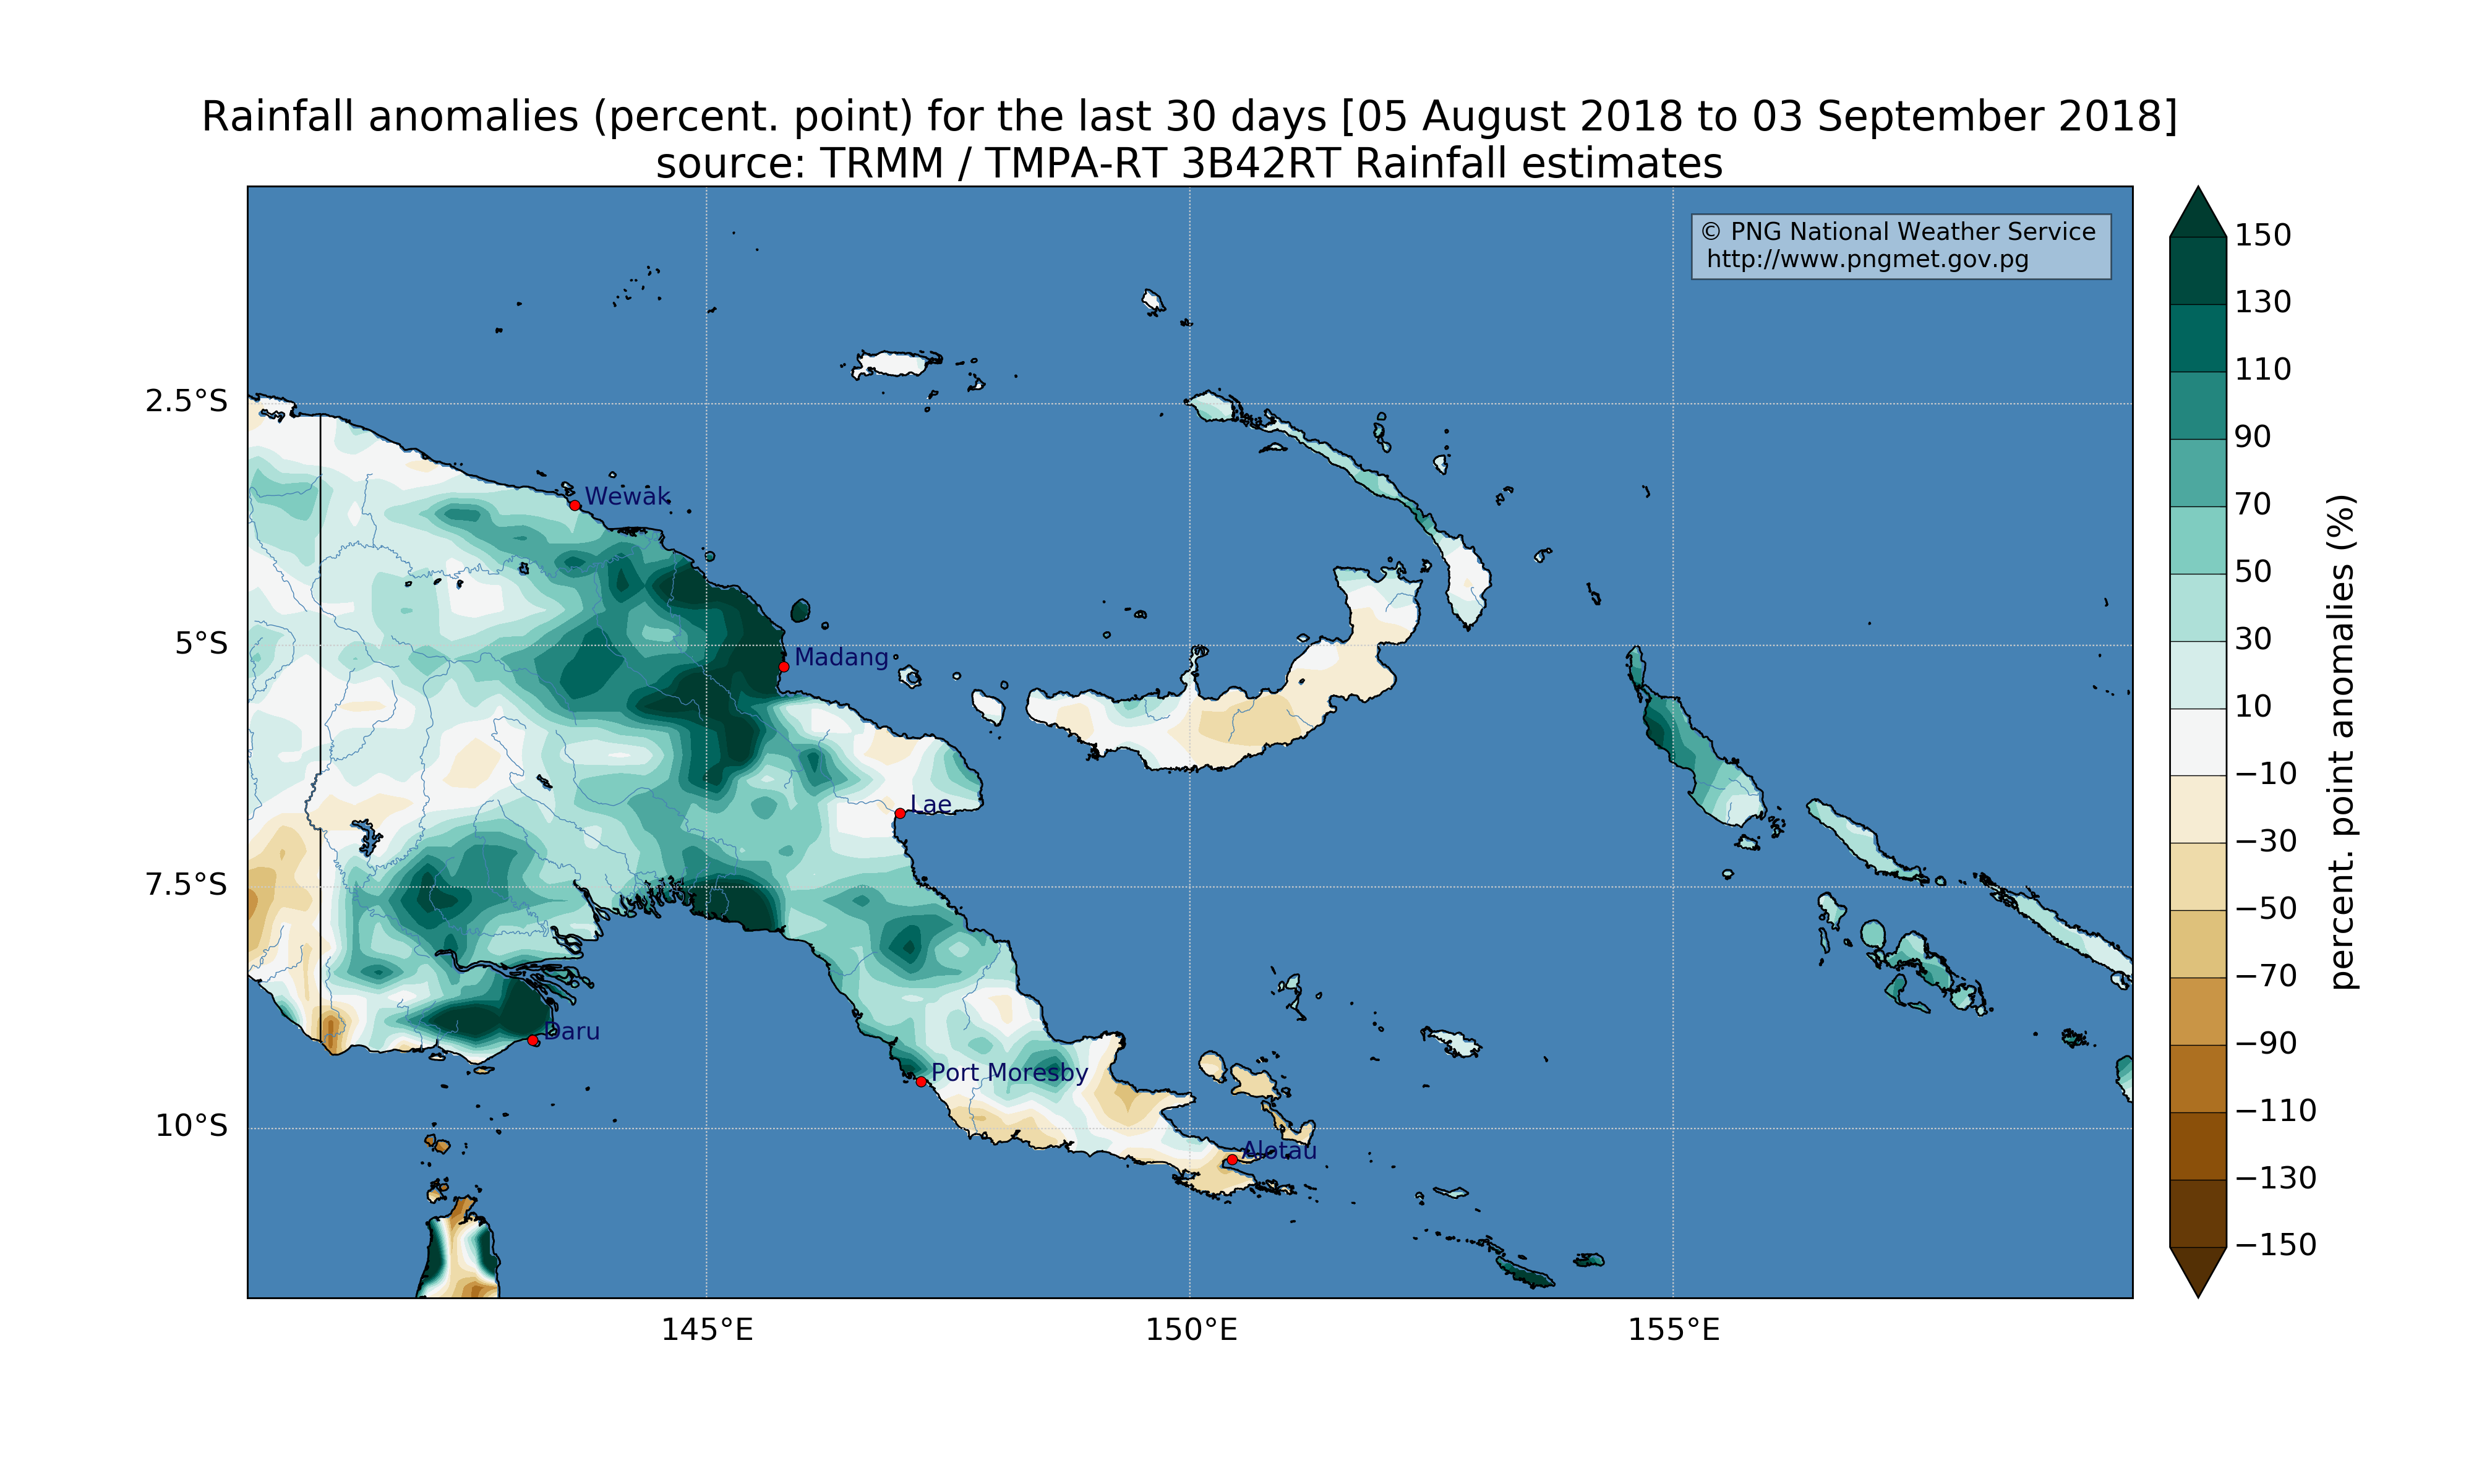 Rainfall anomalies (percent. point) for the last 30 days [05 August 2018 to 03 September 2018]
source: TRMM / TMPA-RT 3B42RT Rainfall estimates
© PNG National Weather Service
http://www.pngmet.gov.pg
2.5°S
5°S
7.5°S
10°S
Wewak
Madang
Lae
Daru
Port Moresby
Alotau
145°E
150°E
155°E
150
130
110
90
70
50
30
10
−10
−30
−50
−70
−90
−110
−130
−150
percent. point anomalies (%)